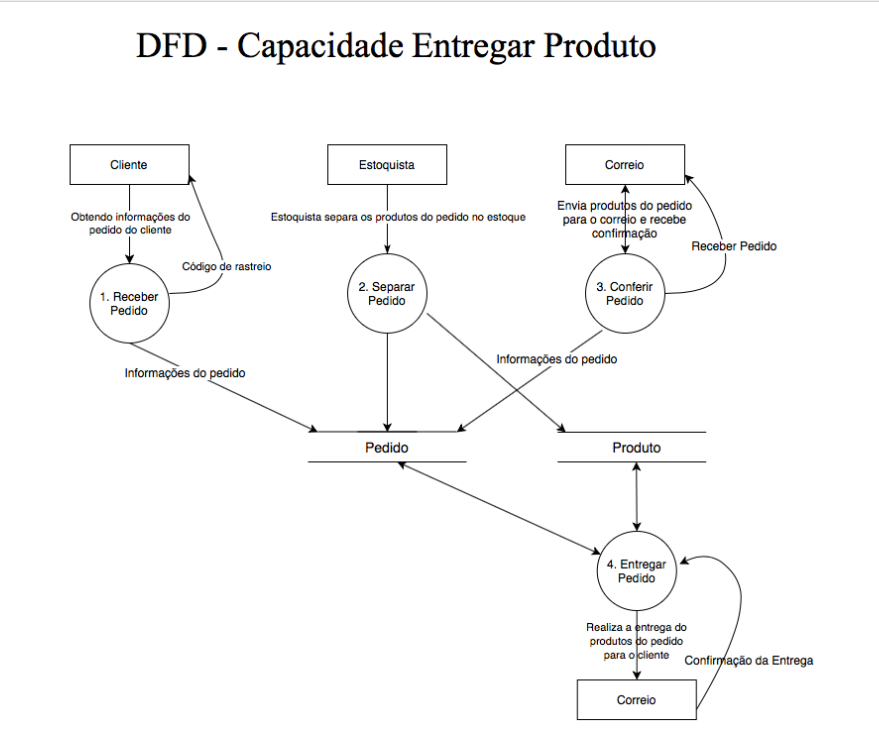 DFD - Capacidade Entregar Produto
Cliente
Estoquista
Correio
Obtendo informações do
pedido do cliente
Estoquista separa os produtos do pedido no estoque
Envia produtos do pedido
para o correio e recebe
confirmação
Receber Pedido
Código de rastreio
1. Receber
Pedido
2. Separar
Pedido
3. Conferir
Pedido
Informações do pedido
Informações do pedido
Pedido
Produto
4. Entregar
Pedido
Realiza a entrega do
produtos do pedido
para o cliente
Confirmação da Entrega
Correio